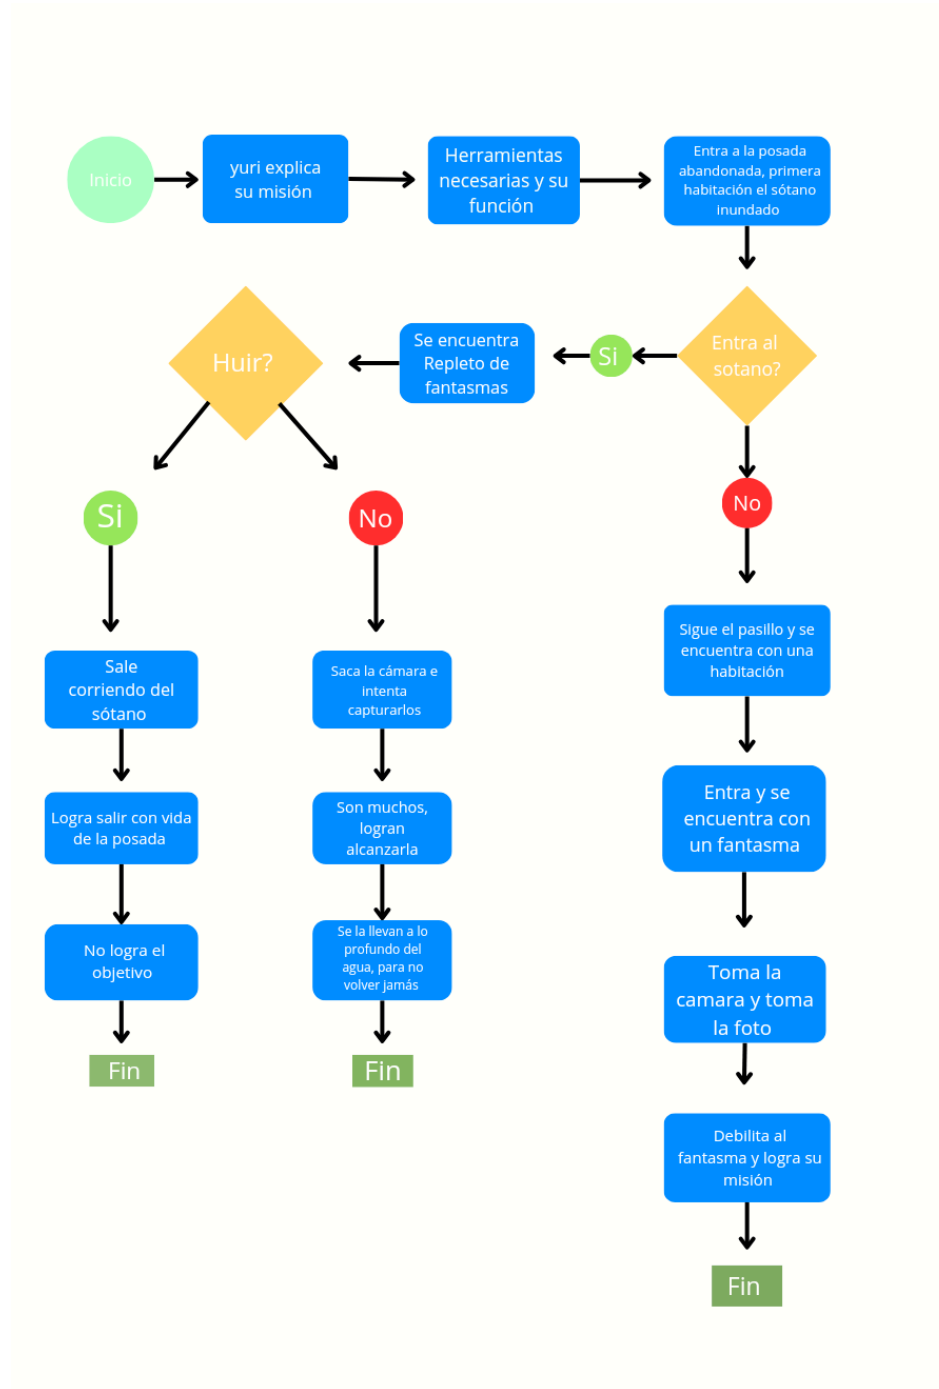 Inicio
yuri explica
su misión
Herramientas
necesarias y su
función
Entra a la posada
abandonada, primera
habitación el sótano
inundado
Entra al
sotano?
Si
Se encuentra
Repleto de
fantasmas
Huir?
Si
No
No
Sale
corriendo del
sótano
Logra salir con vida
de la posada
No logra el
objetivo
Fin
Saca la cámara e
intenta
capturarlos
Son muchos,
logran
alcanzarla
Se la llevan a lo
profundo del
agua, para no
volver jamás
Fin
Sigue el pasillo y se
encuentra con una
habitación
Entra y se
encuentra con
un fantasma
Toma la
camara y toma
la foto
Debilita al
fantasma y logra su
misión
Fin